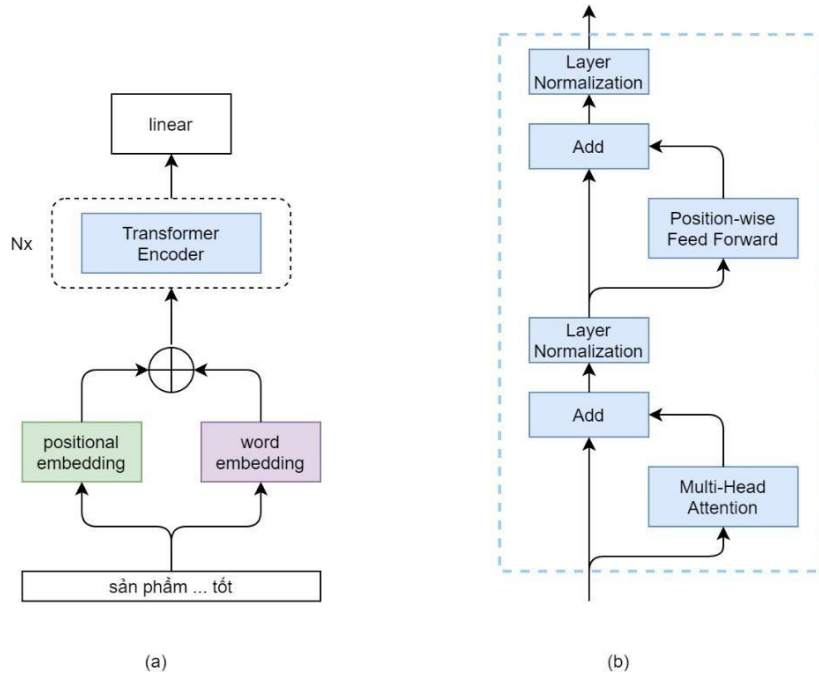 linear
Nx
Transformer
Encoder
positional
embedding
word
embedding
sản phẩm ... tốt
(a)
Layer
Normalization
Add
Position-wise
Feed Forward
Layer
Normalization
Add
Multi-Head
Attention
(b)